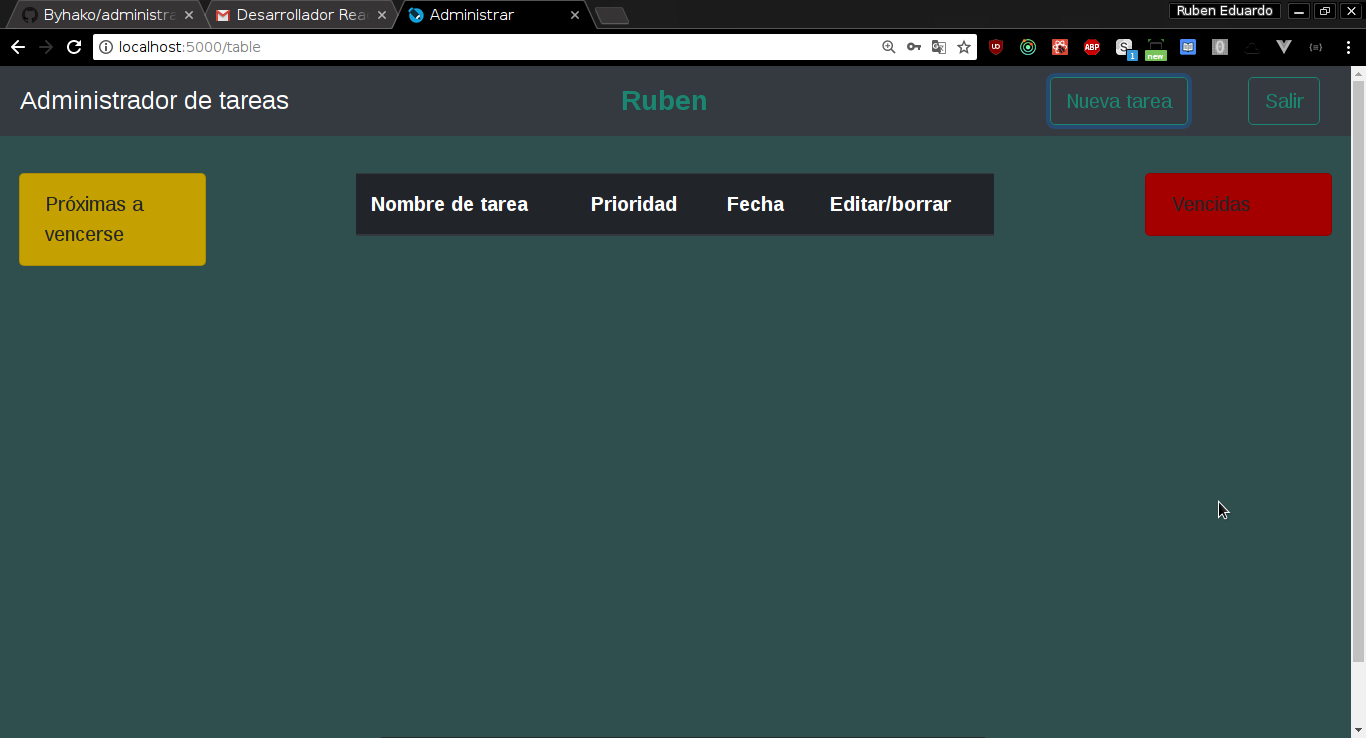 Byhako/administra
Desarrollador Rea
Administrar
Ruben Eduardo
localhost:5000/table
Administrador de tareas
Ruben
Nueva tarea
Salir
Próximas a
vencerse
Nombre de tarea
Prioridad
Fecha
Editar/borrar
Vencidas
ABP
S
1
new